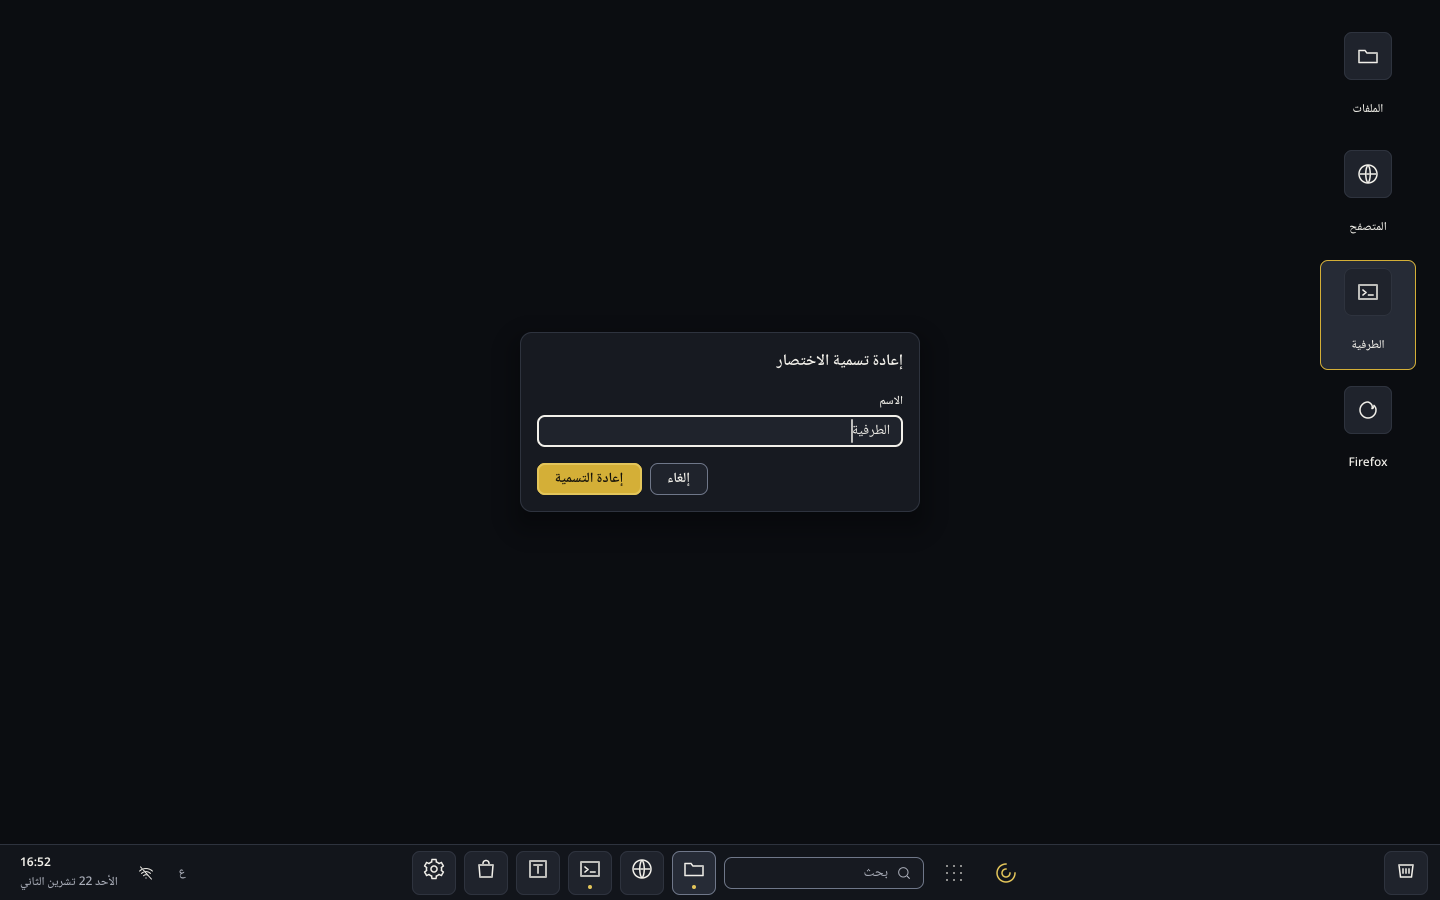 الملفات
المتصفح
الطرفية
Firefox
إعادة تسمية الاختصار
الاسم
الطرفية
إلغاء
إعادة التسمية
بحث
ع
16:52
الأحد 22 تشرين الثاني